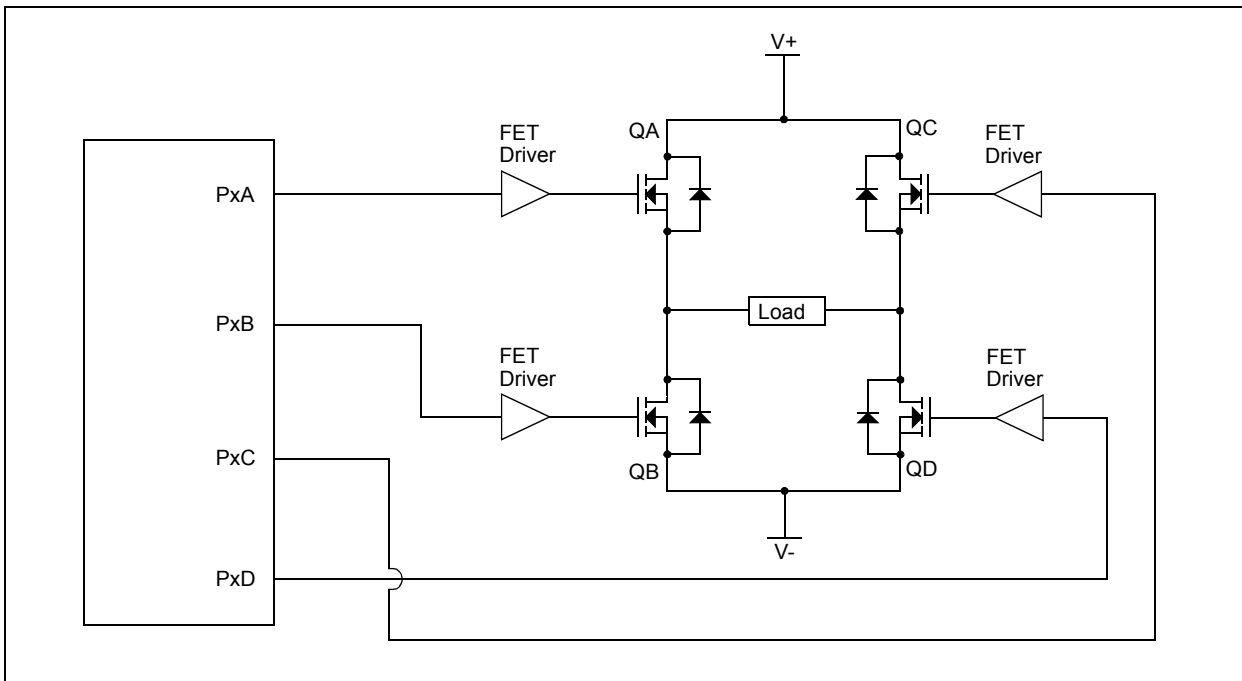 V+
QA
QC
FET
Driver
FET
Driver
PxA
PxB
FET
Driver
Load
FET
Driver
PxC
QB
QD
V-
PxD